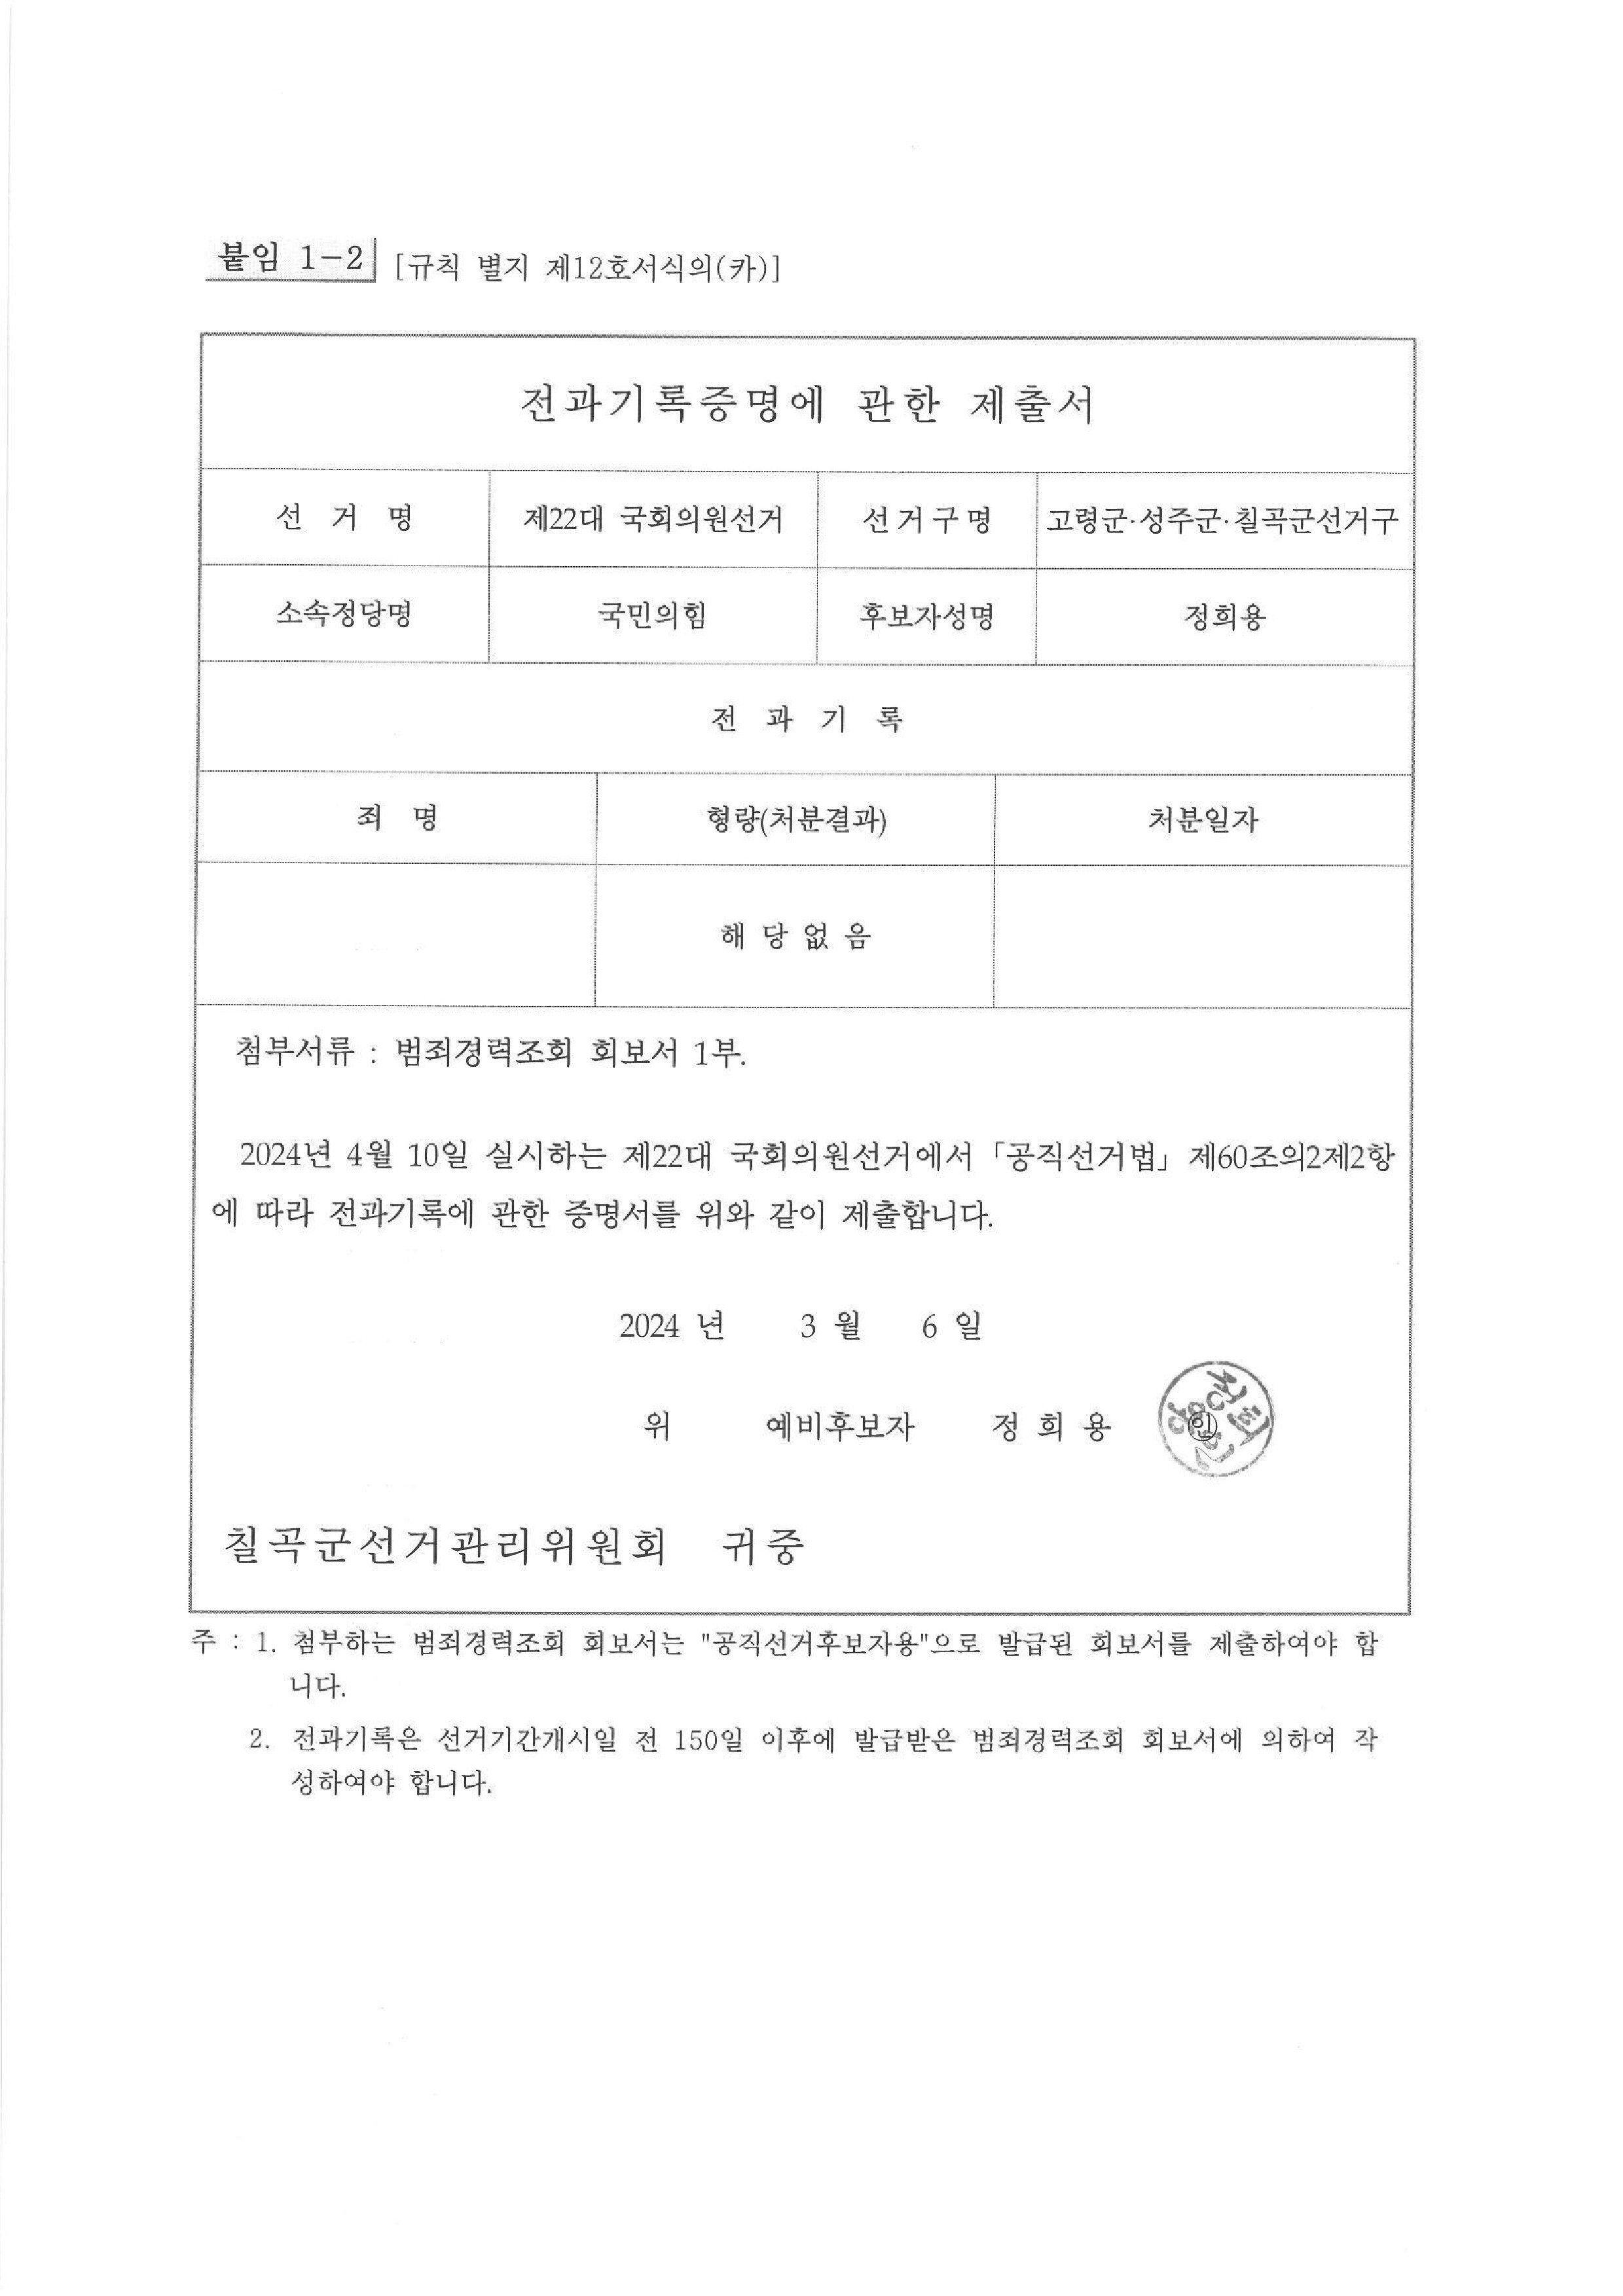 붙임 1-2 [규칙 별지 제12호서식의(카)]
전과기록증명에 관한 제출서
선 거 명 제22대 국회의원선거 선거구명 고령군·성주군·칠곡군선거구
소속정당명 국민의힘 후보자성명 정희용
전 과 기 록
죄 명 형량(처분결과) 처분일자
해당없음
첨부서류 : 범죄경력조회 회보서 1부.
2024년 4월 10일 실시하는 제22대 국회의원선거에서 「공직선거법」 제60조의2제2항
에 따라 전과기록에 관한 증명서를 위와 같이 제출합니다.
2024 년 3 월 6 일
위 예비후보자 정 희 용 ㊞
칠곡군선거관리위원회 귀중
주 : 1. 첨부하는 범죄경력조회 회보서는 "공직선거후보자용"으로 발급된 회보서를 제출하여야 합
니다.
2. 전과기록은 선거기간개시일 전 150일 이후에 발급받은 범죄경력조회 회보서에 의하여 작
성하여야 합니다.